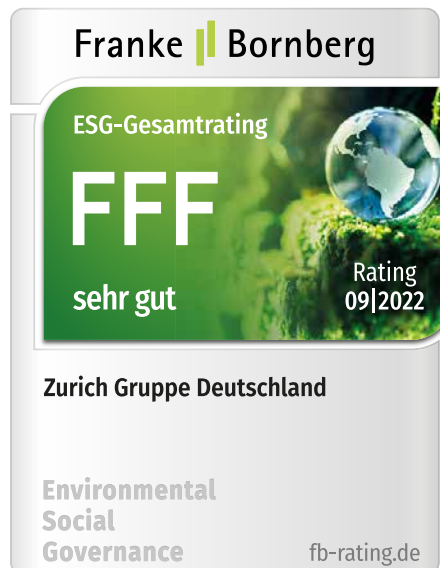 Franke Bornberg
ESG-Gesamtrating
FFF
sehr gut
Rating
09|2022
Zurich Gruppe Deutschland
Environmental
Social
Governance
fb-rating.de